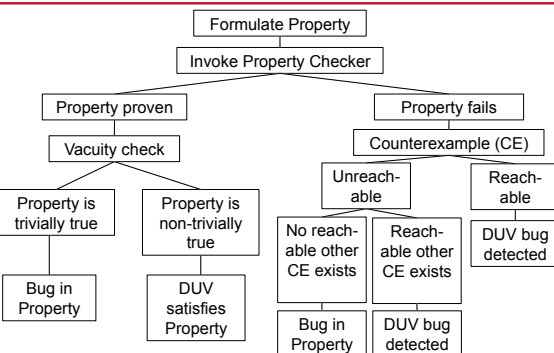 Formulate Property
Invoke Property Checker
Property proven
Property fails
Vacuity check
Counterexample (CE)
Unreach-
able
Reach-
able
Property is
trivially true
Property is
non-trivially
true
No reach-
able other
CE exists
Reach-
able other
CE exists
DUV bug
detected
Bug in
Property
DUV
satisfies
Property
Bug in
Property
DUV bug
detected